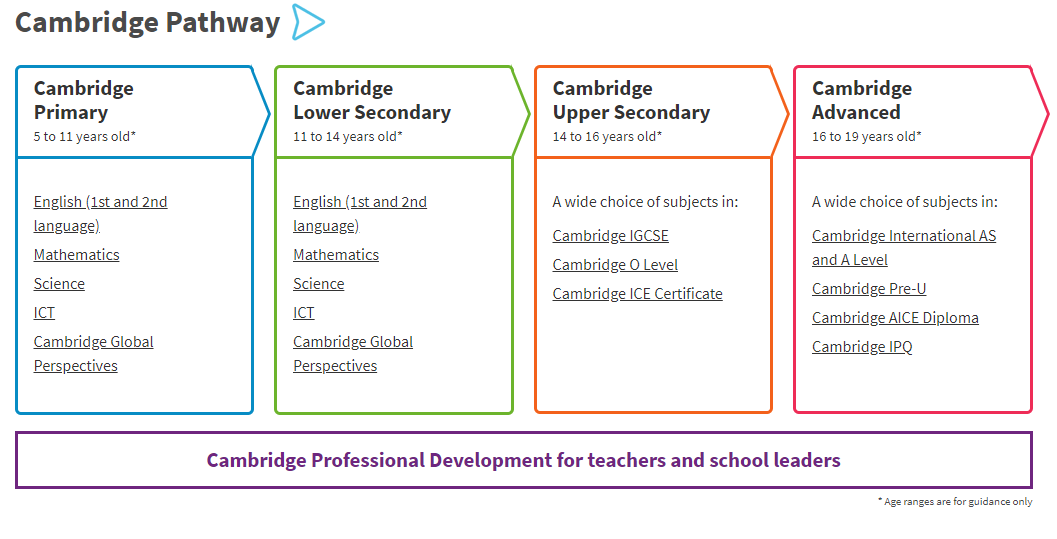 Cambridge Pathway
Cambridge
Primary
5 to 11 years old*
English (1st and 2nd
language)
Mathematics
Science
ICT
Cambridge Global
Perspectives
Cambridge
Lower Secondary
11 to 14 years old*
English (1st and 2nd
language)
Mathematics
Science
ICT
Cambridge Global
Perspectives
Cambridge
Upper Secondary
14 to 16 years old*
A wide choice of subjects in:
Cambridge IGCSE
Cambridge O Level
Cambridge ICE Certificate
Cambridge
Advanced
16 to 19 years old*
A wide choice of subjects in:
Cambridge International AS
and A Level
Cambridge Pre-U
Cambridge AICE Diploma
Cambridge IPQ
Cambridge Professional Development for teachers and school leaders
* Age ranges are for guidance only